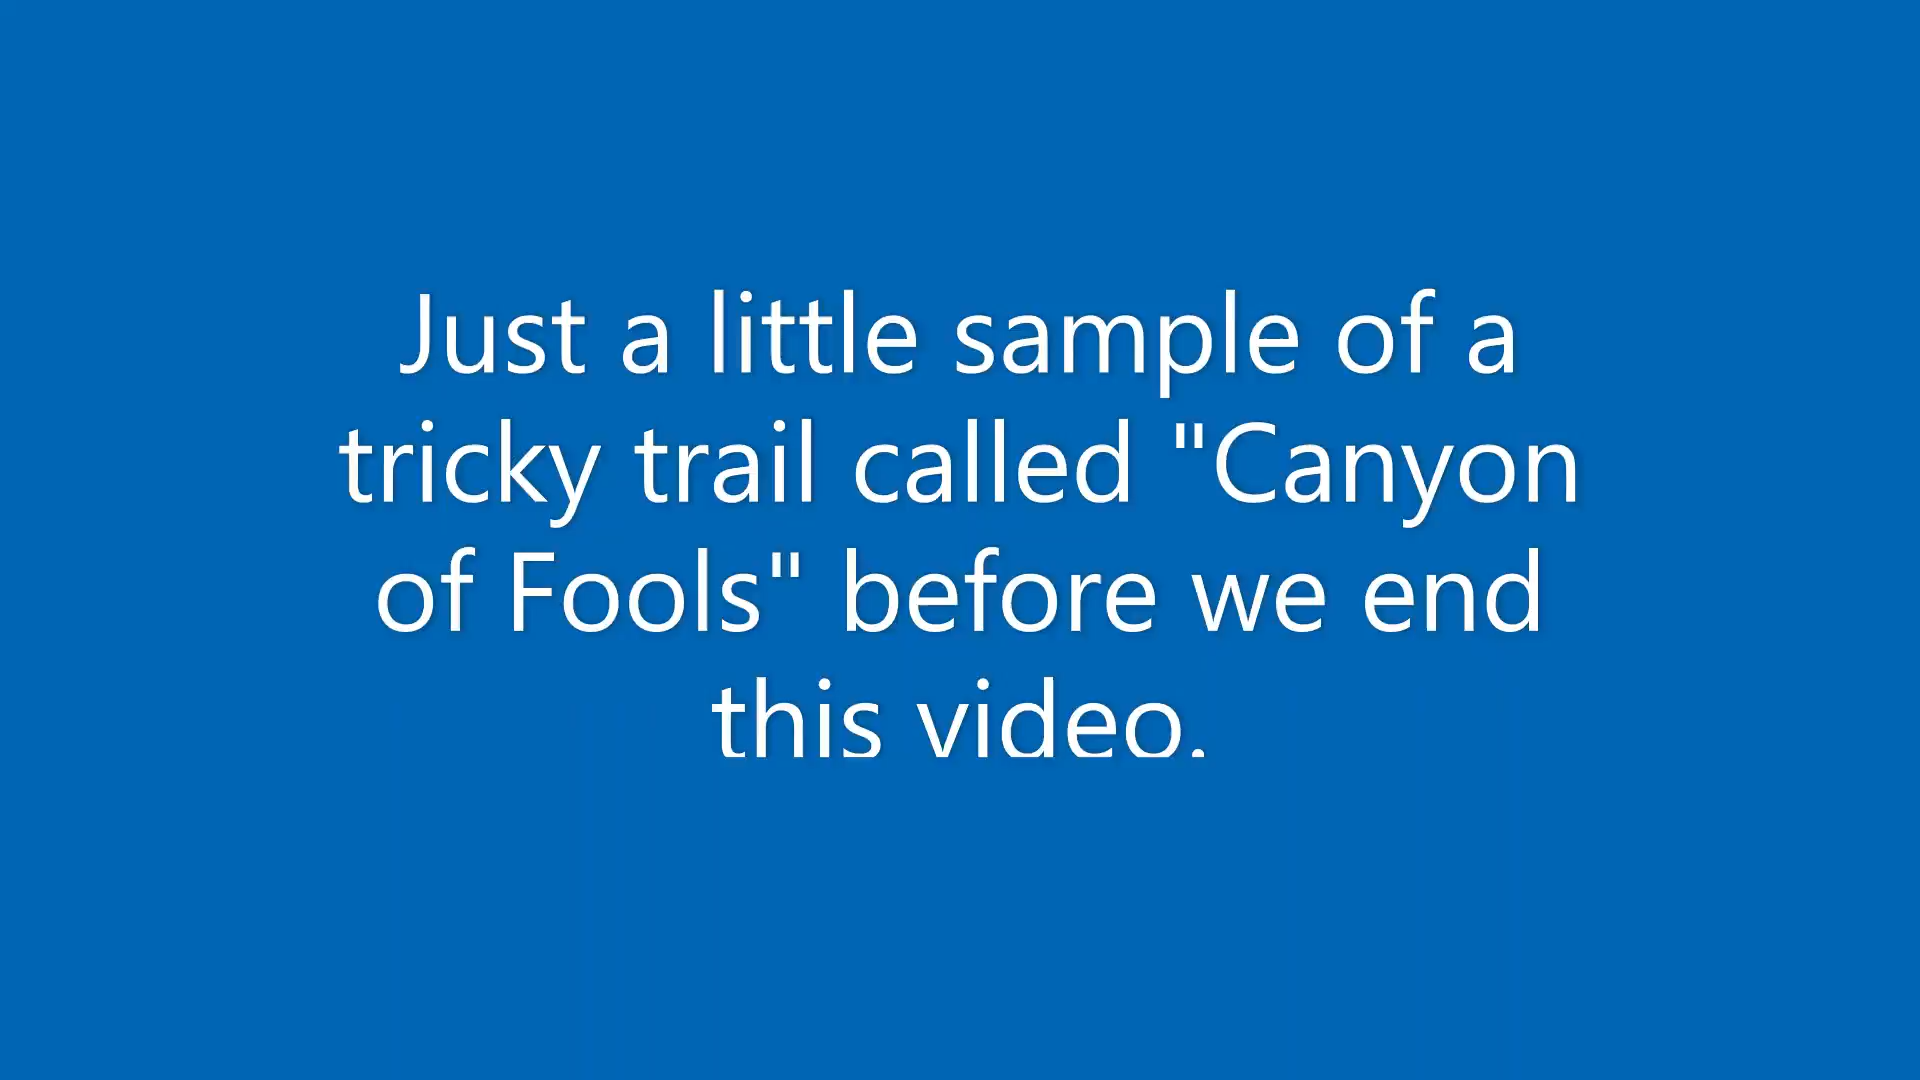 Just a little sample of a
tricky trail called "Canyon
of Fools" before we end
this video.